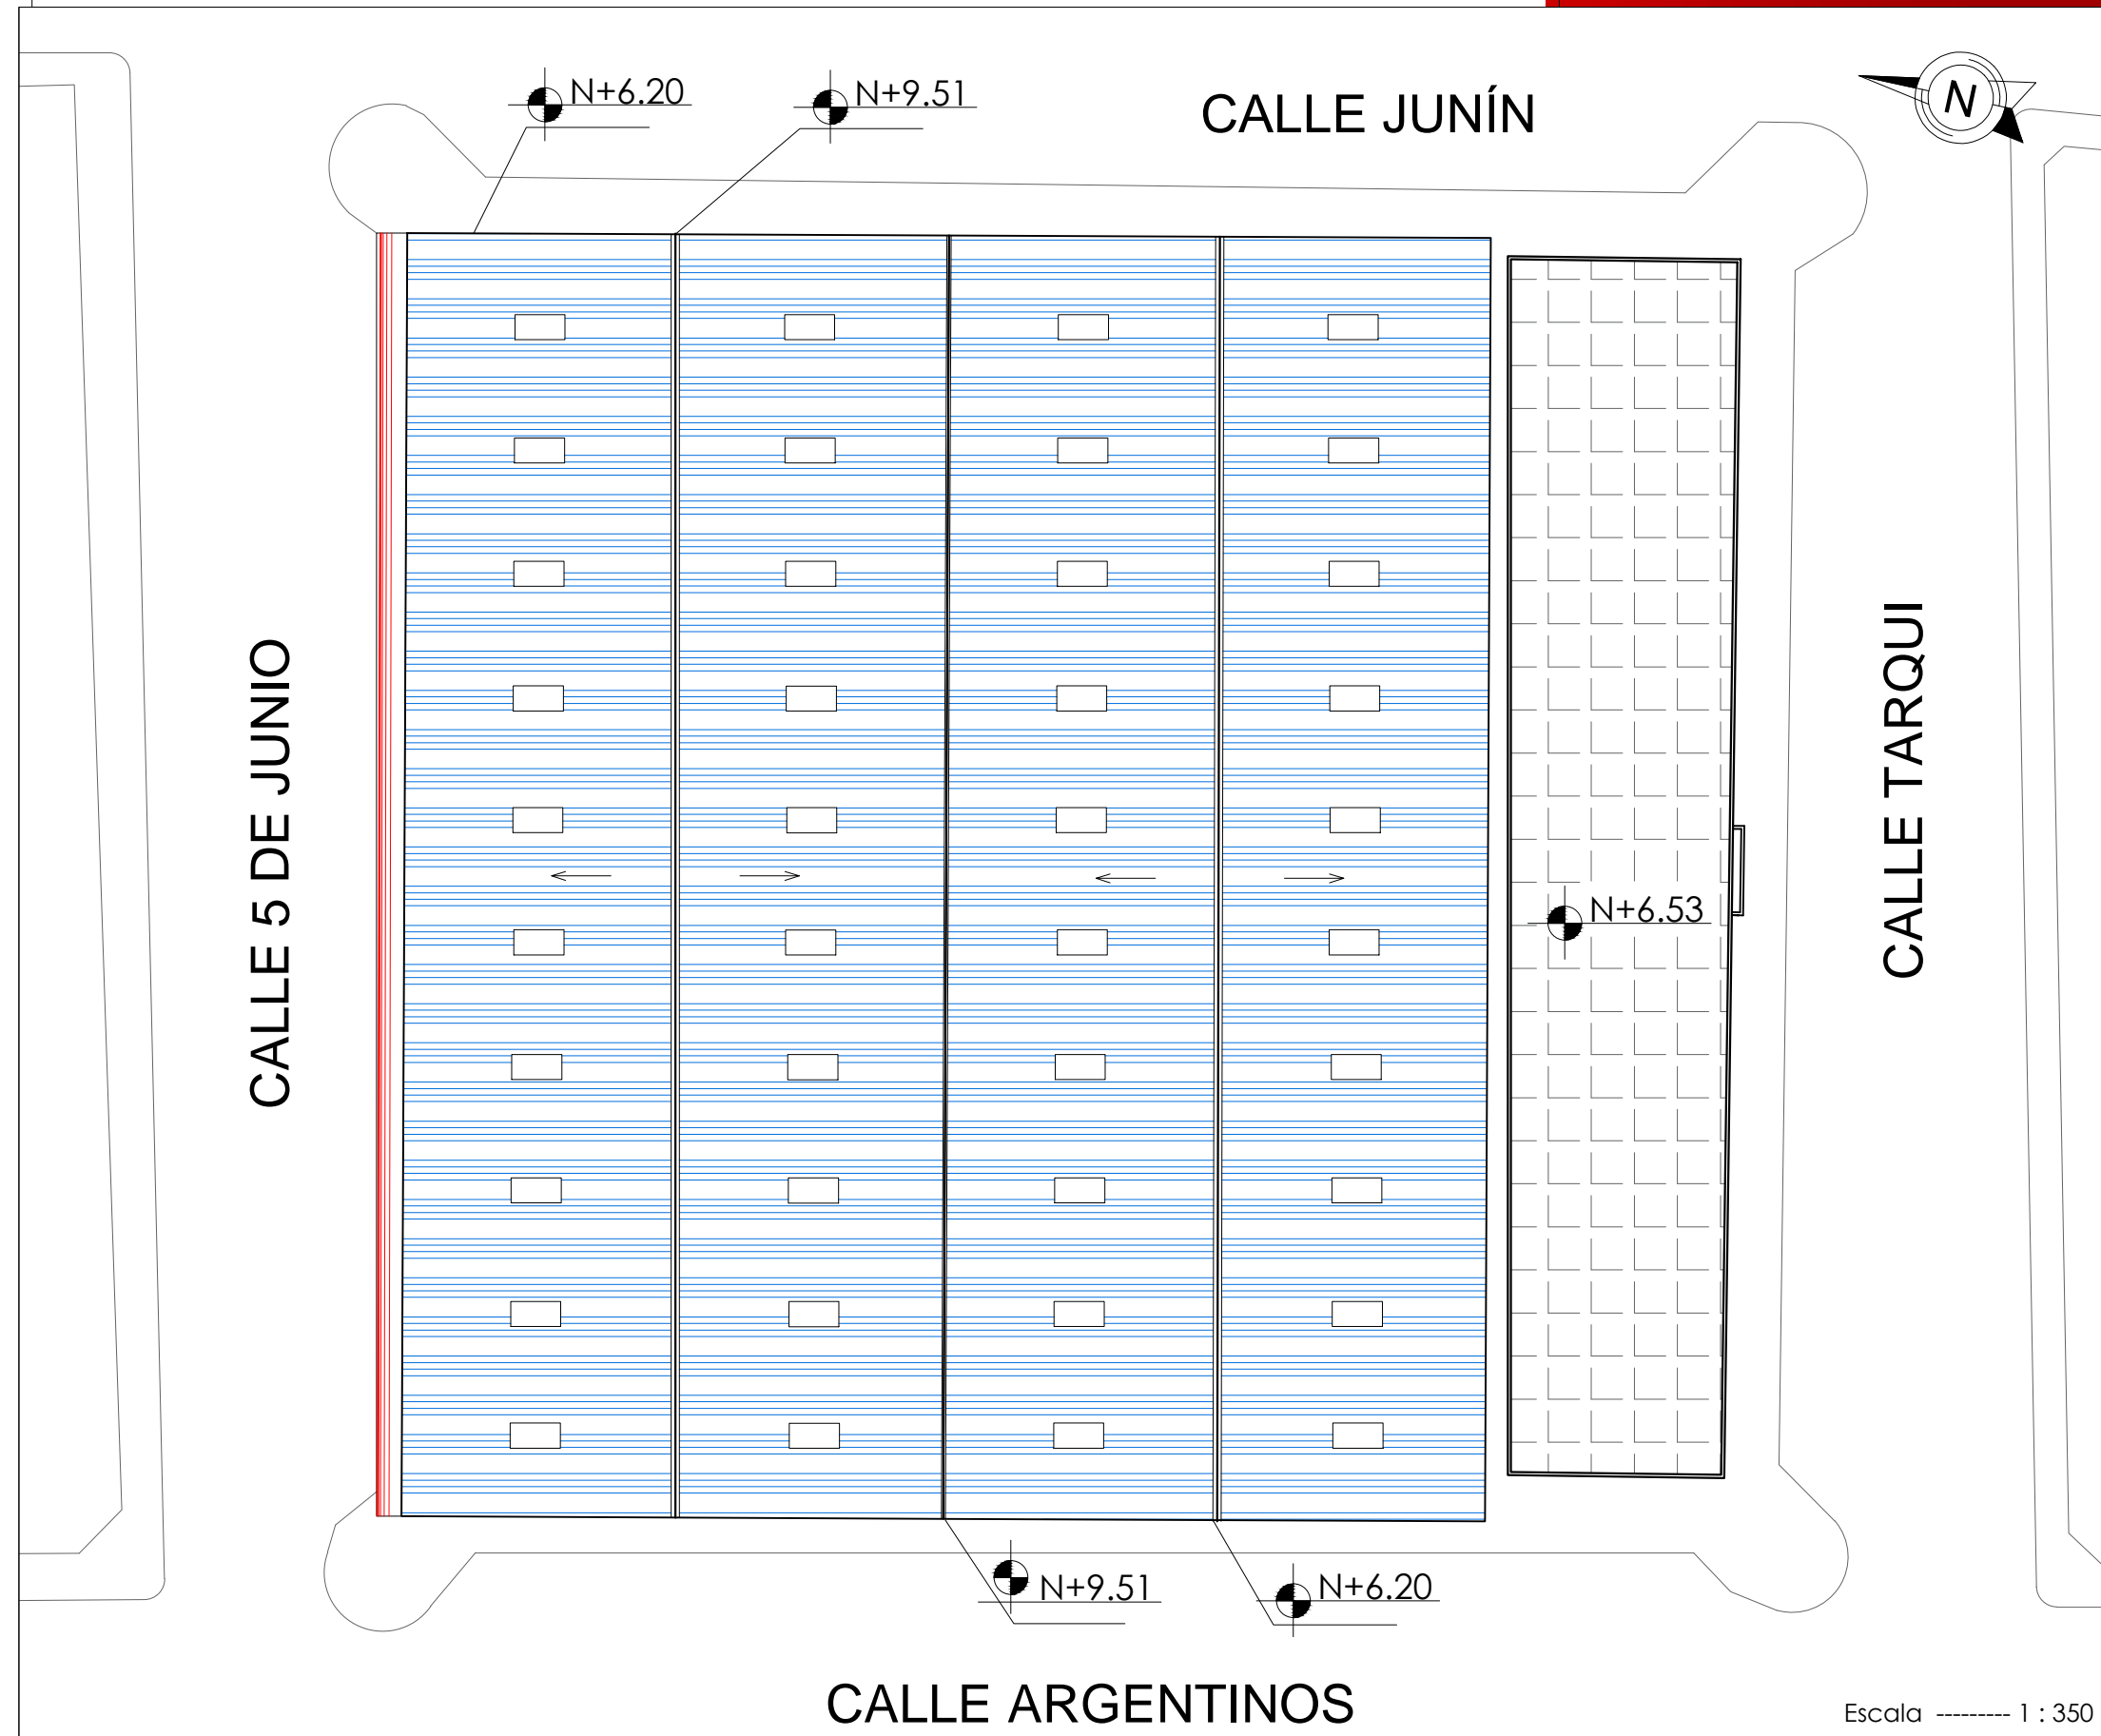 N+6.20
N+9.51
CALLE JUNÍN
N
CALLE 5 DE JUNIO
CALLE TARQUI
N+6.53
N+9.51
N+6.20
CALLE ARGENTINOS
Escala --------- 1 : 350